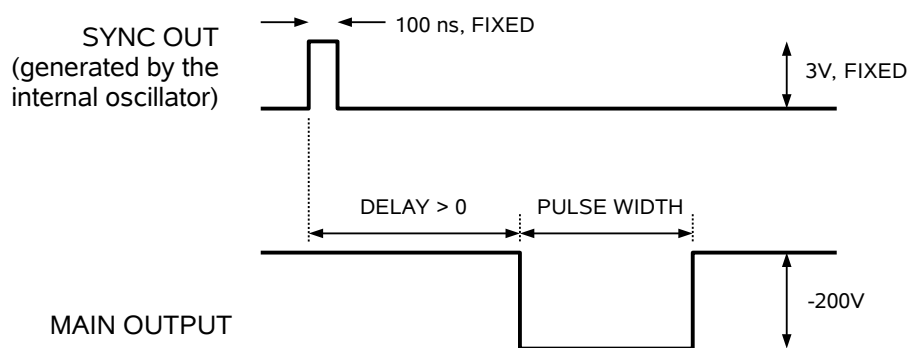 100 ns, FIXED
SYNC OUT
(generated by the
internal oscillator)
3V, FIXED
DELAY > 0
PULSE WIDTH
-200V
MAIN OUTPUT